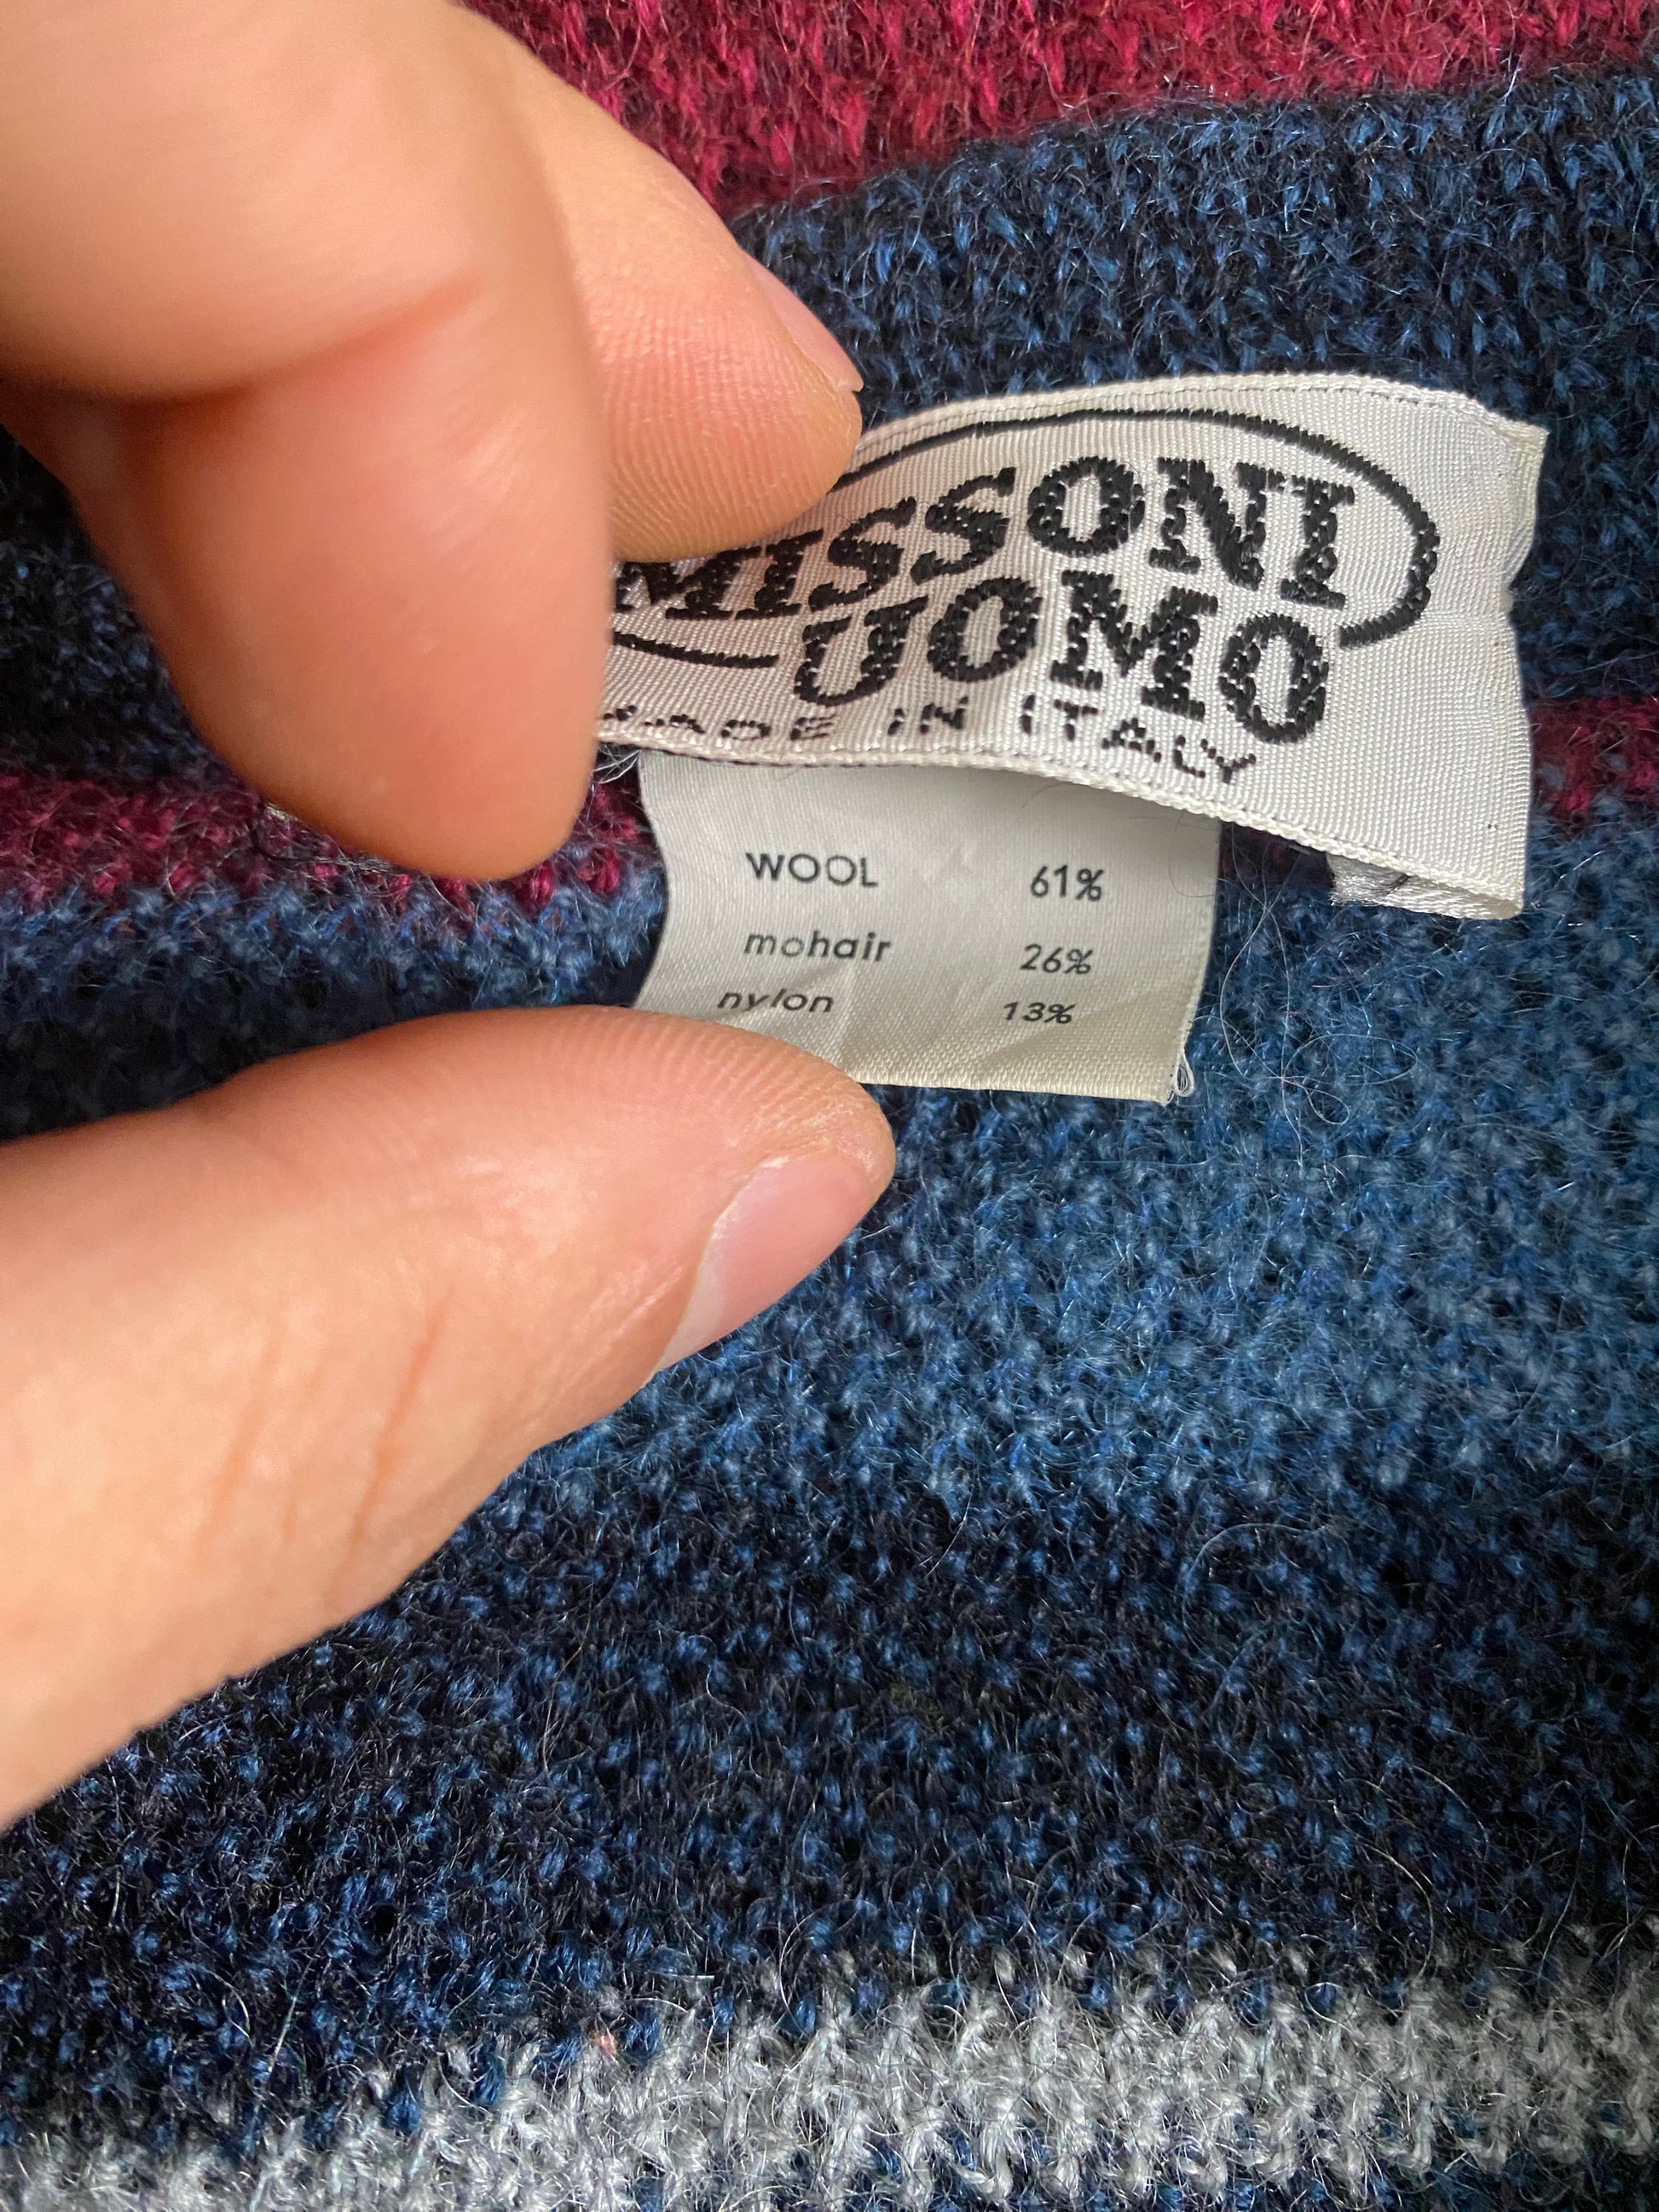 MISSONI
UOMO
MADE IN ITALY
WOOL 61%
mohair 26%
nylon 13%